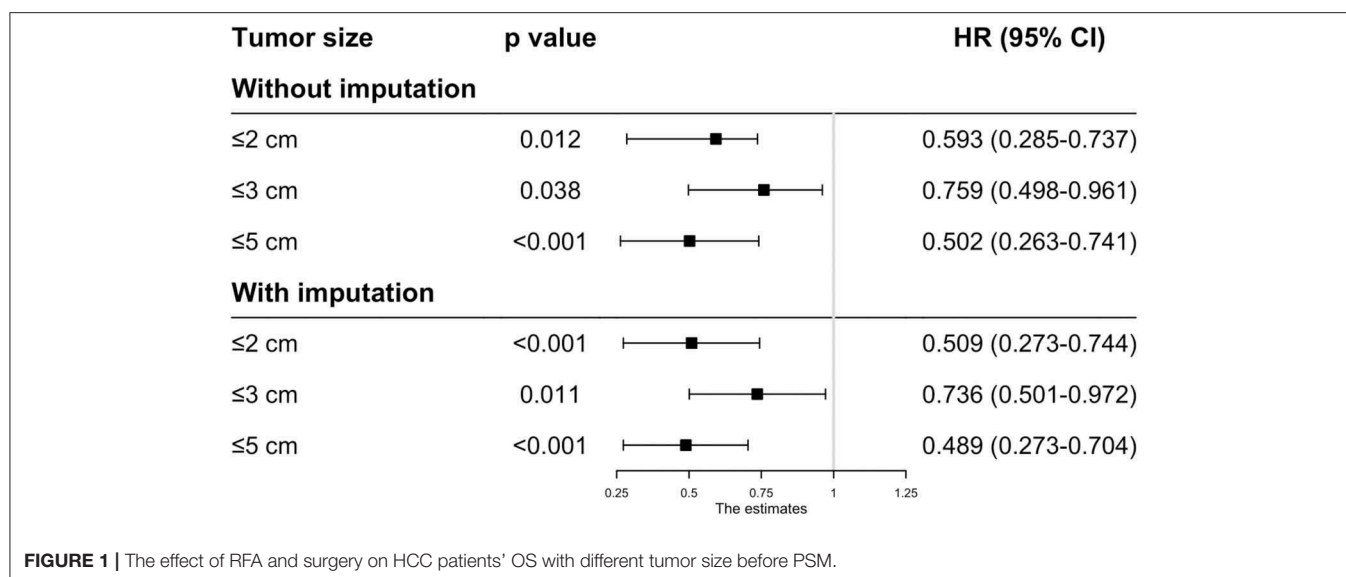 Tumor size p value HR (95% CI)
Without imputation
≤2 cm 0.012 0.593 (0.285-0.737)
≤3 cm 0.038 0.759 (0.498-0.961)
≤5 cm <0.001 0.502 (0.263-0.741)
With imputation
≤2 cm <0.001 0.509 (0.273-0.744)
≤3 cm 0.011 0.736 (0.501-0.972)
≤5 cm <0.001 0.489 (0.273-0.704)
0.25 0.5 0.75 1 1.25
The estimates
FIGURE 1 | The effect of RFA and surgery on HCC patients’ OS with different tumor size before PSM.